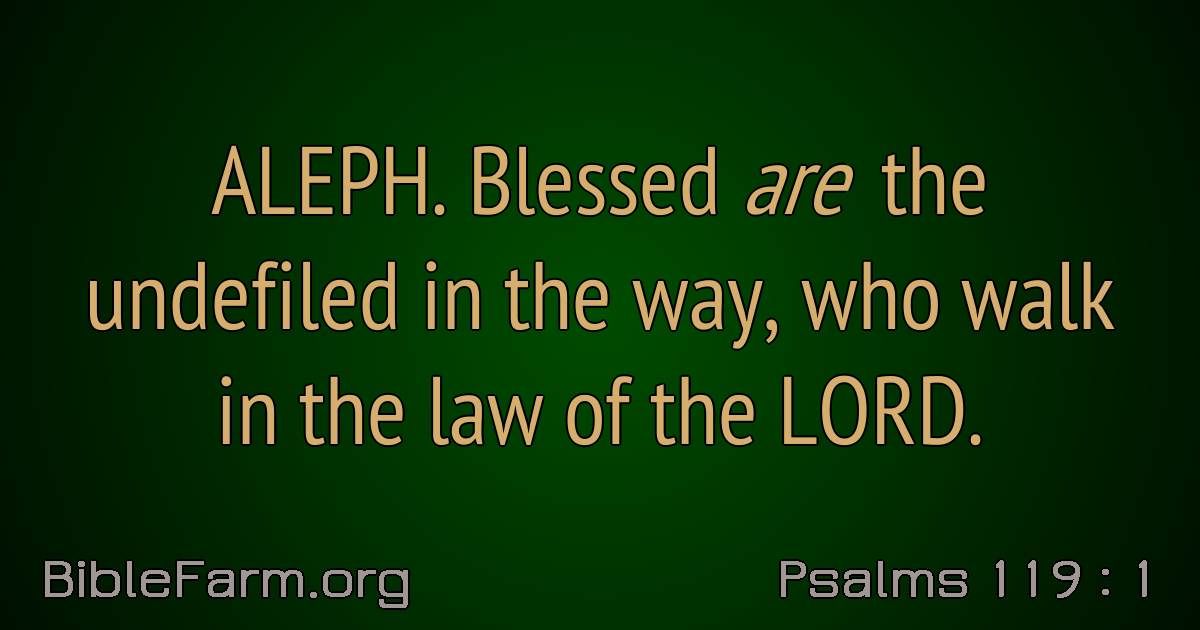 ALEPH. Blessed are the
undefiled in the way, who walk
in the law of the LORD.
BibleFarm.org
Psalms 119 : 1